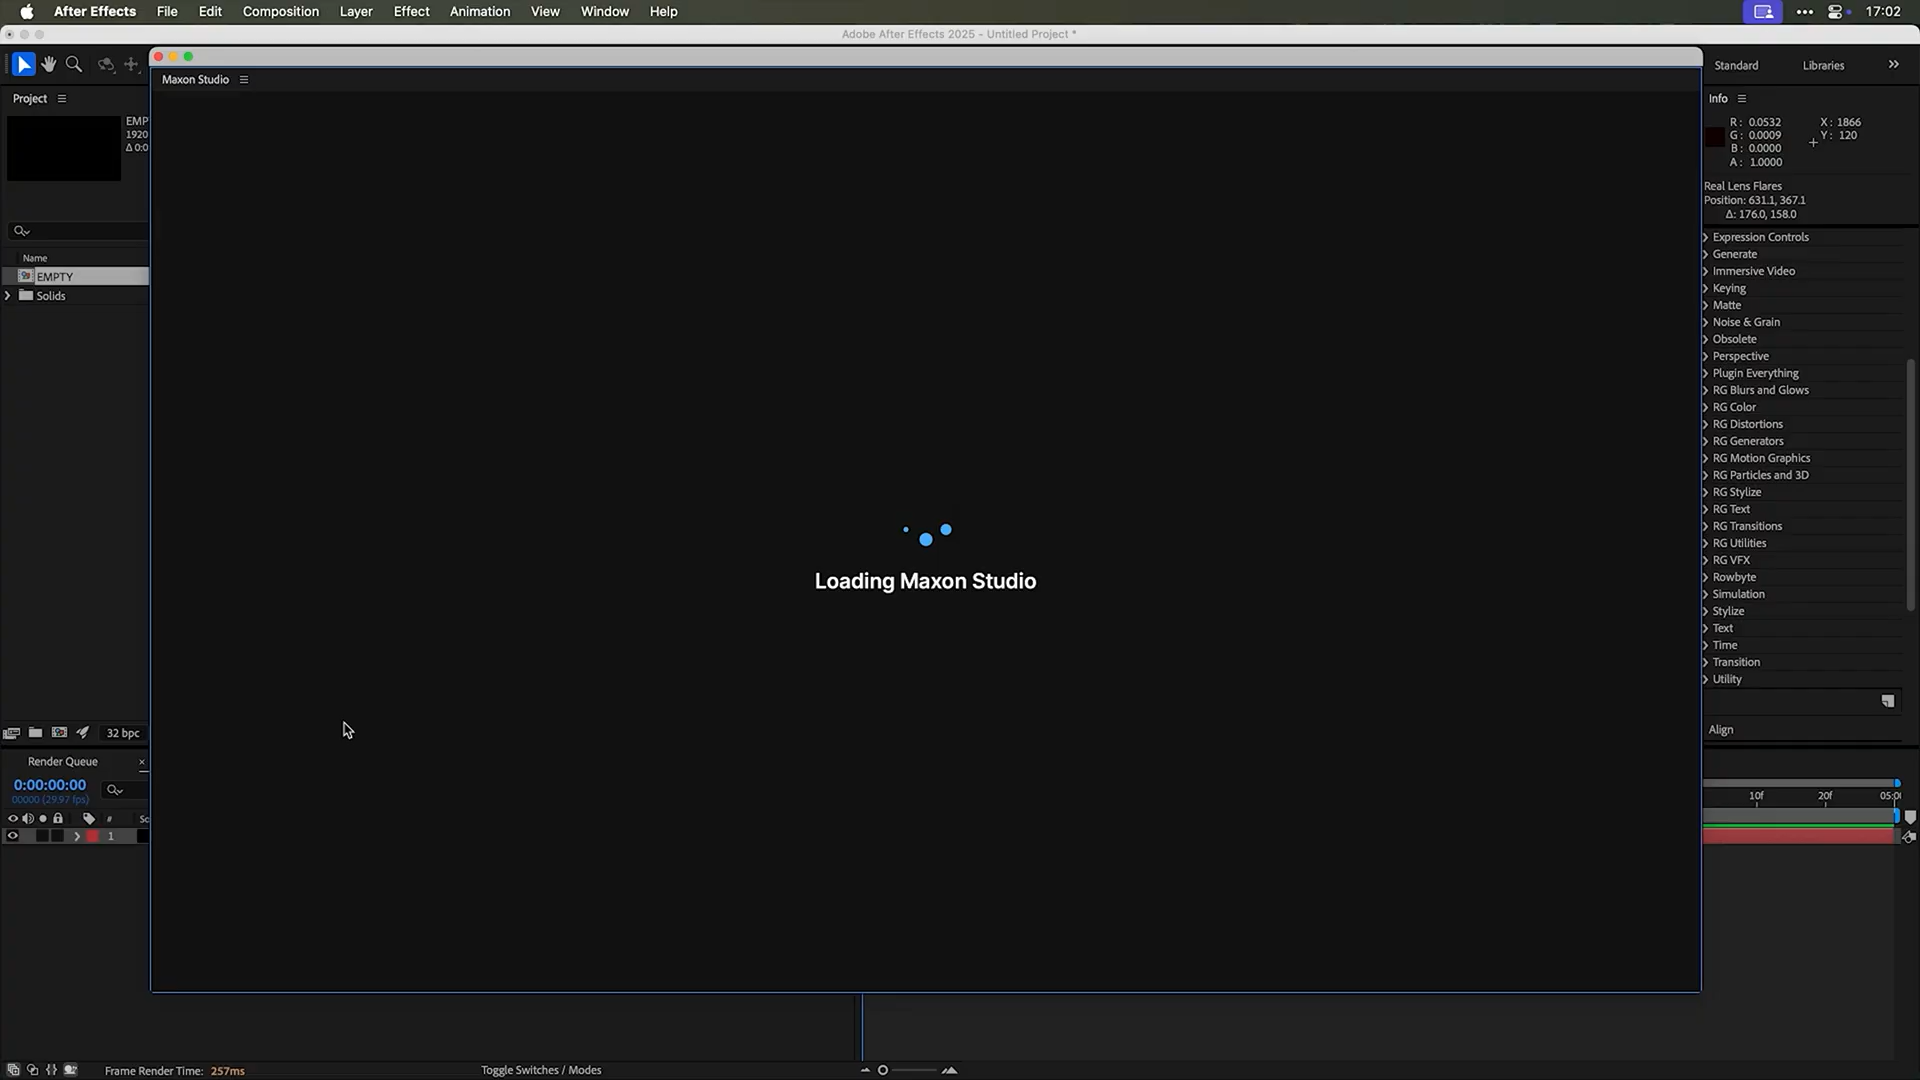 After Effects File Edit Composition Layer Effect Animation View Window Help 17:02
Adobe After Effects 2025 - Untitled Project *
Standard Libraries
Maxon Studio
Project
EMP
1920
Δ 0:0
Name
EMPTY
Solids
Info
R: 0.0532
G: 0.0009
B: 0.0000
A: 1.0000
X: 1866
Y: 120
Real Lens Flares
Position: 631.1, 367.1
Δ: 176.0, 158.0
Expression Controls
Generate
Immersive Video
Keying
Matte
Noise & Grain
Obsolete
Perspective
Plugin Everything
RG Blurs and Glows
RG Color
RG Distortions
RG Generators
RG Motion Graphics
RG Particles and 3D
RG Stylize
RG Text
RG Transitions
RG Utilities
RG VFX
Rowbyte
Simulation
Stylize
Text
Time
Transition
Utility
Align
Loading Maxon Studio
32 bpc
Render Queue
0:00:00:00
00000 (29.97 fps)
# So
1
10f 20f 05:00
Frame Render Time: 257ms
Toggle Switches / Modes